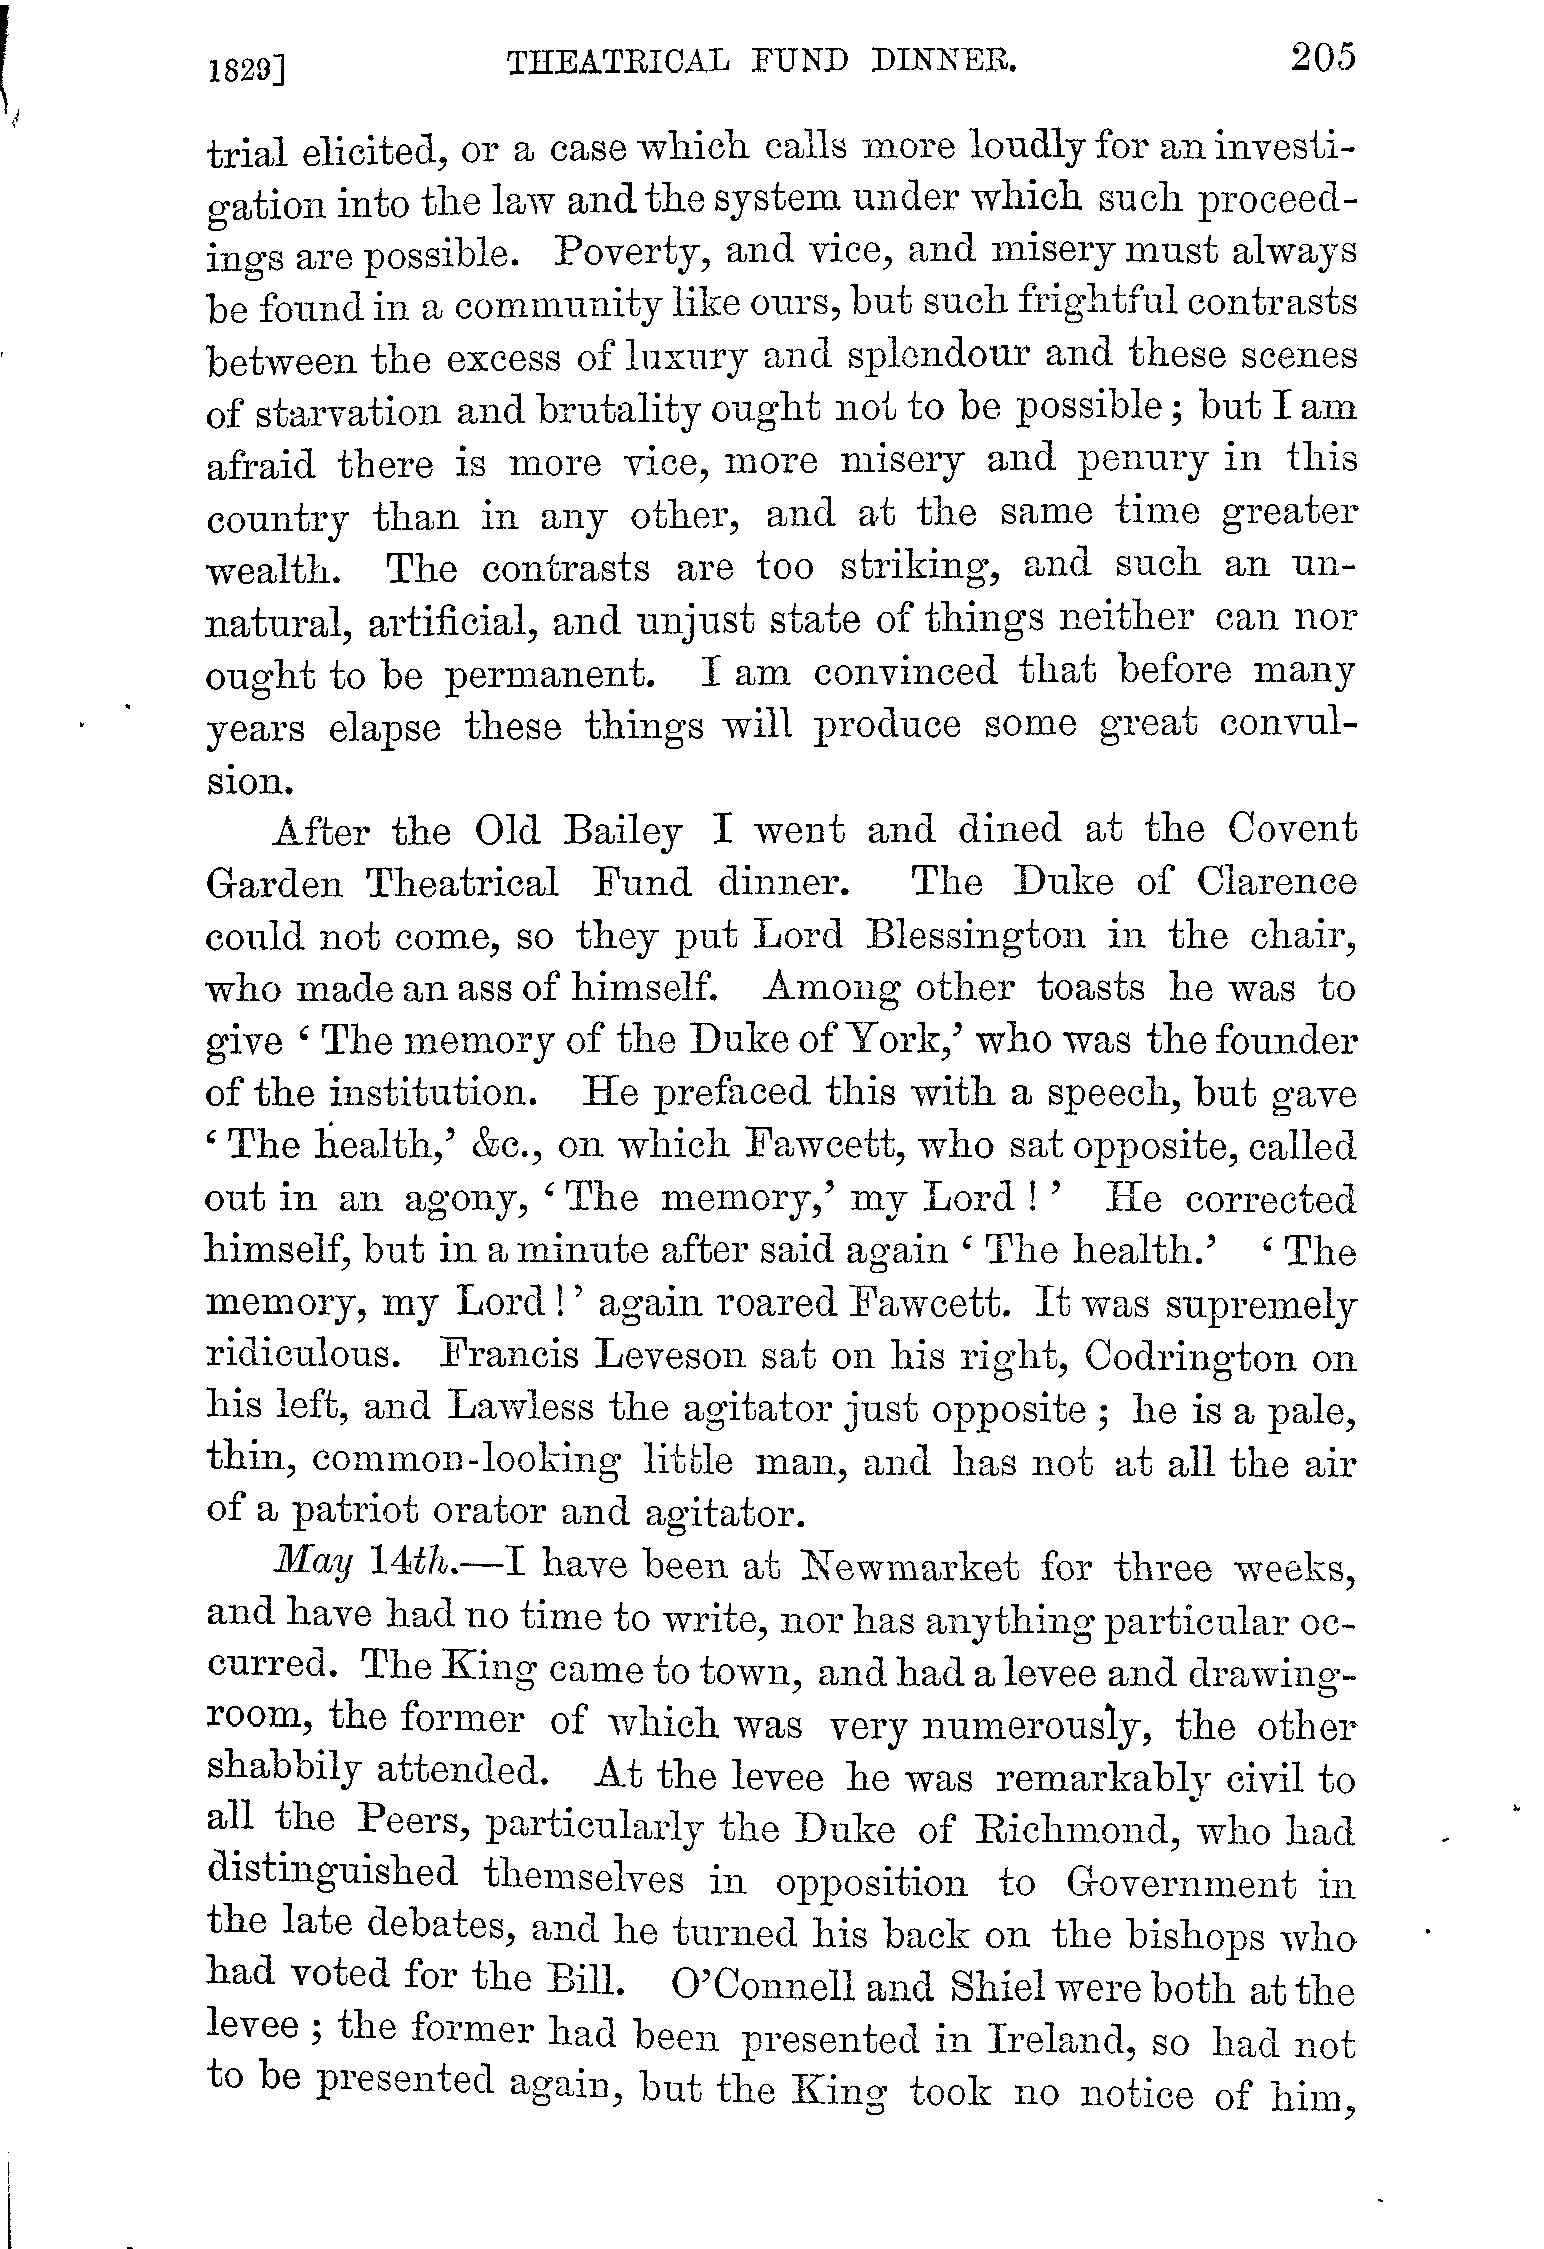 1829] THEATRICAL FUND DINNER. 205
trial elicited, or a case which calls more loudly for an investi-
gation into the law and the system under which such proceed-
ings are possible. Poverty, and vice, and misery must always
be found in a community like ours, but such frightful contrasts
between the excess of luxury and splendour and these scenes
of starvation and brutality ought not to be possible; but I am
afraid there is more vice, more misery and penury in this
country than in any other, and at the same time greater
wealth. The contrasts are too striking, and such an un-
natural, artificial, and unjust state of things neither can nor
ought to be permanent. I am convinced that before many
years elapse these things will produce some great convul-
sion.
After the Old Bailey I went and dined at the Covent
Garden Theatrical Fund dinner. The Duke of Clarence
could not come, so they put Lord Blessington in the chair,
who made an ass of himself. Among other toasts he was to
give ‘The memory of the Duke of York,’ who was the founder
of the institution. He prefaced this with a speech, but gave
‘The health,’ &c., on which Fawcett, who sat opposite, called
out in an agony, ‘The memory,’ my Lord!’ He corrected
himself, but in a minute after said again ‘The health.’ ‘The
memory, my Lord!’ again roared Fawcett. It was supremely
ridiculous. Francis Leveson sat on his right, Codrington on
his left, and Lawless the agitator just opposite; he is a pale,
thin, common-looking little man, and has not at all the air
of a patriot orator and agitator.
May 14th.—I have been at Newmarket for three weeks,
and have had no time to write, nor has anything particular oc-
curred. The King came to town, and had a levee and drawing-
room, the former of which was very numerously, the other
shabbily attended. At the levee he was remarkably civil to
all the Peers, particularly the Duke of Richmond, who had
distinguished themselves in opposition to Government in
the late debates, and he turned his back on the bishops who
had voted for the Bill. O’Connell and Shiel were both at the
levee; the former had been presented in Ireland, so had not
to be presented again, but the King took no notice of him,